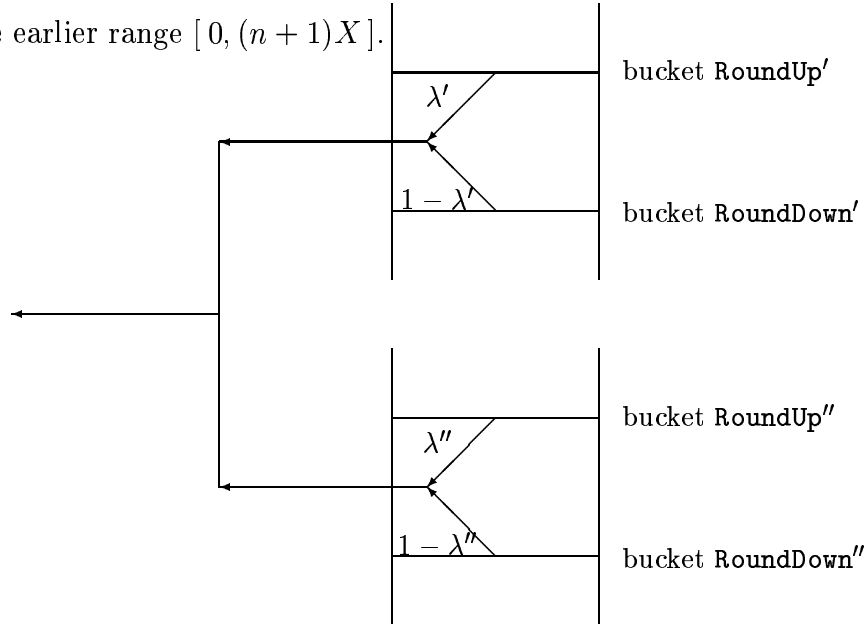 earlier range [ 0, (n + 1)X ].
bucket RoundUp′
λ′
1 − λ′
bucket RoundDown′
bucket RoundUp″
λ″
1 − λ″
bucket RoundDown″